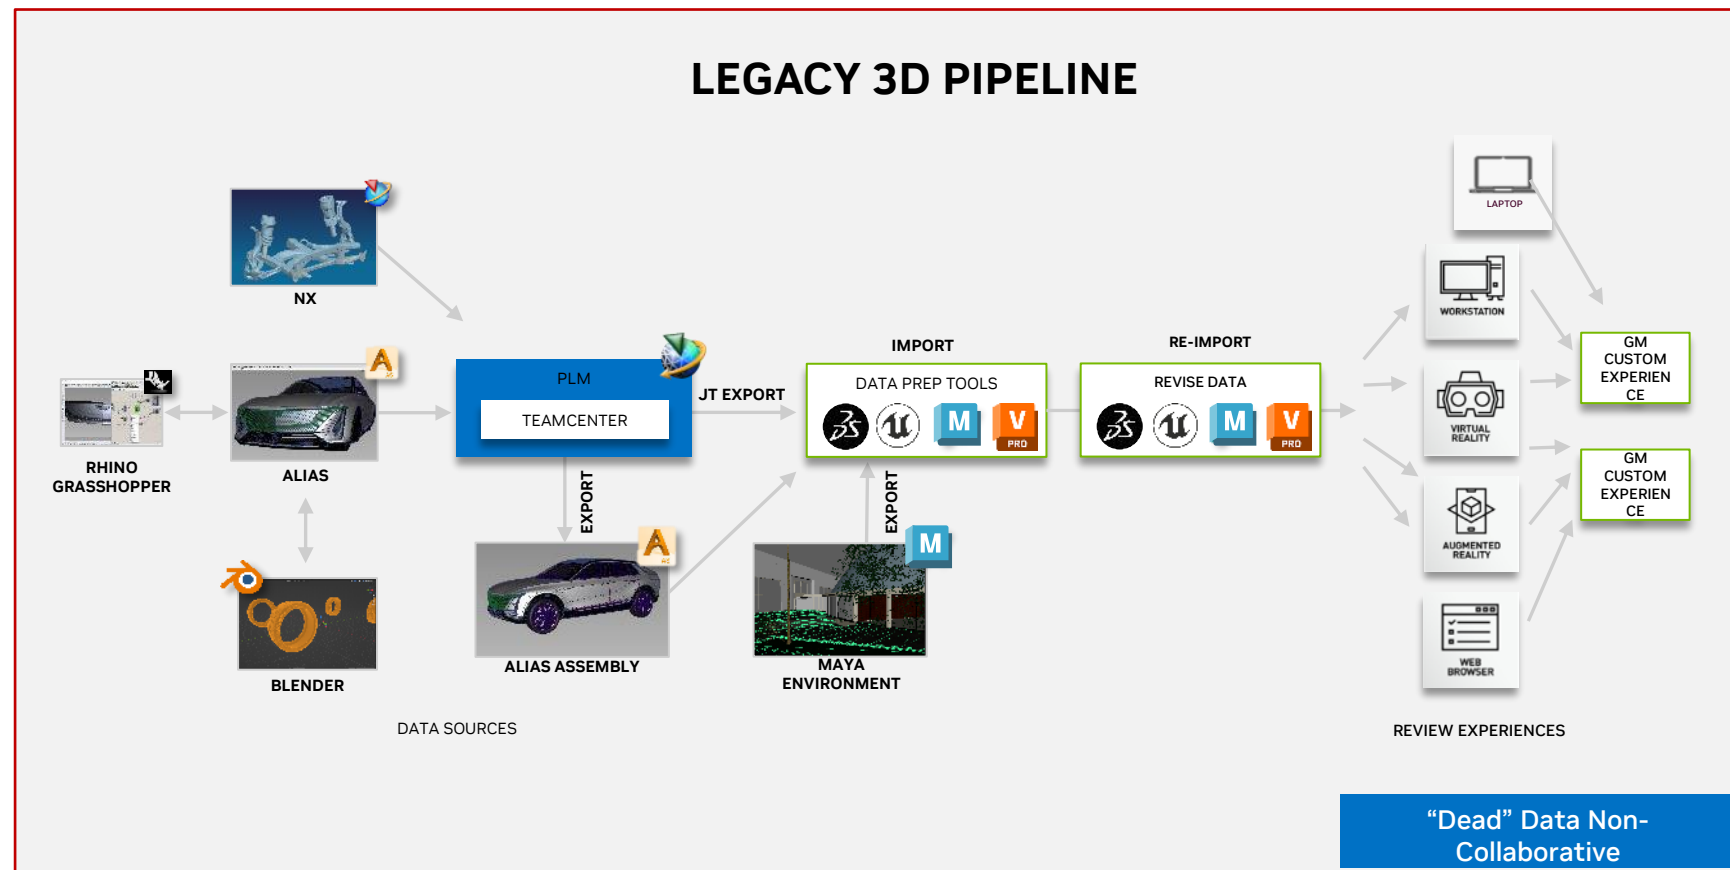 LEGACY 3D PIPELINE
LAPTOP
NX
WORKSTATION
IMPORT
RE-IMPORT
GM
CUSTOM
EXPERIEN
CE
PLM
TEAMCENTER
JT EXPORT
DATA PREP TOOLS
M
V
PRO
REVISE DATA
M
V
PRO
VIRTUAL
REALITY
A
RHINO
GRASSHOPPER
ALIAS
GM
CUSTOM
EXPERIEN
CE
EXPORT
EXPORT
A
M
AUGMENTED
REALITY
BLENDER
ALIAS ASSEMBLY
MAYA
ENVIRONMENT
WEB
BROWSER
DATA SOURCES
REVIEW EXPERIENCES
“Dead” Data Non-
Collaborative